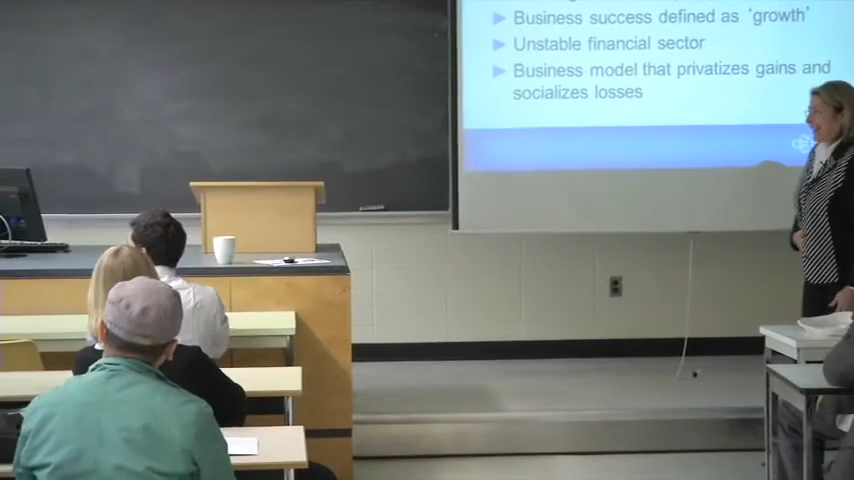 Business success defined as 'growth'
Unstable financial sector
Business model that privatizes gains and
socializes losses